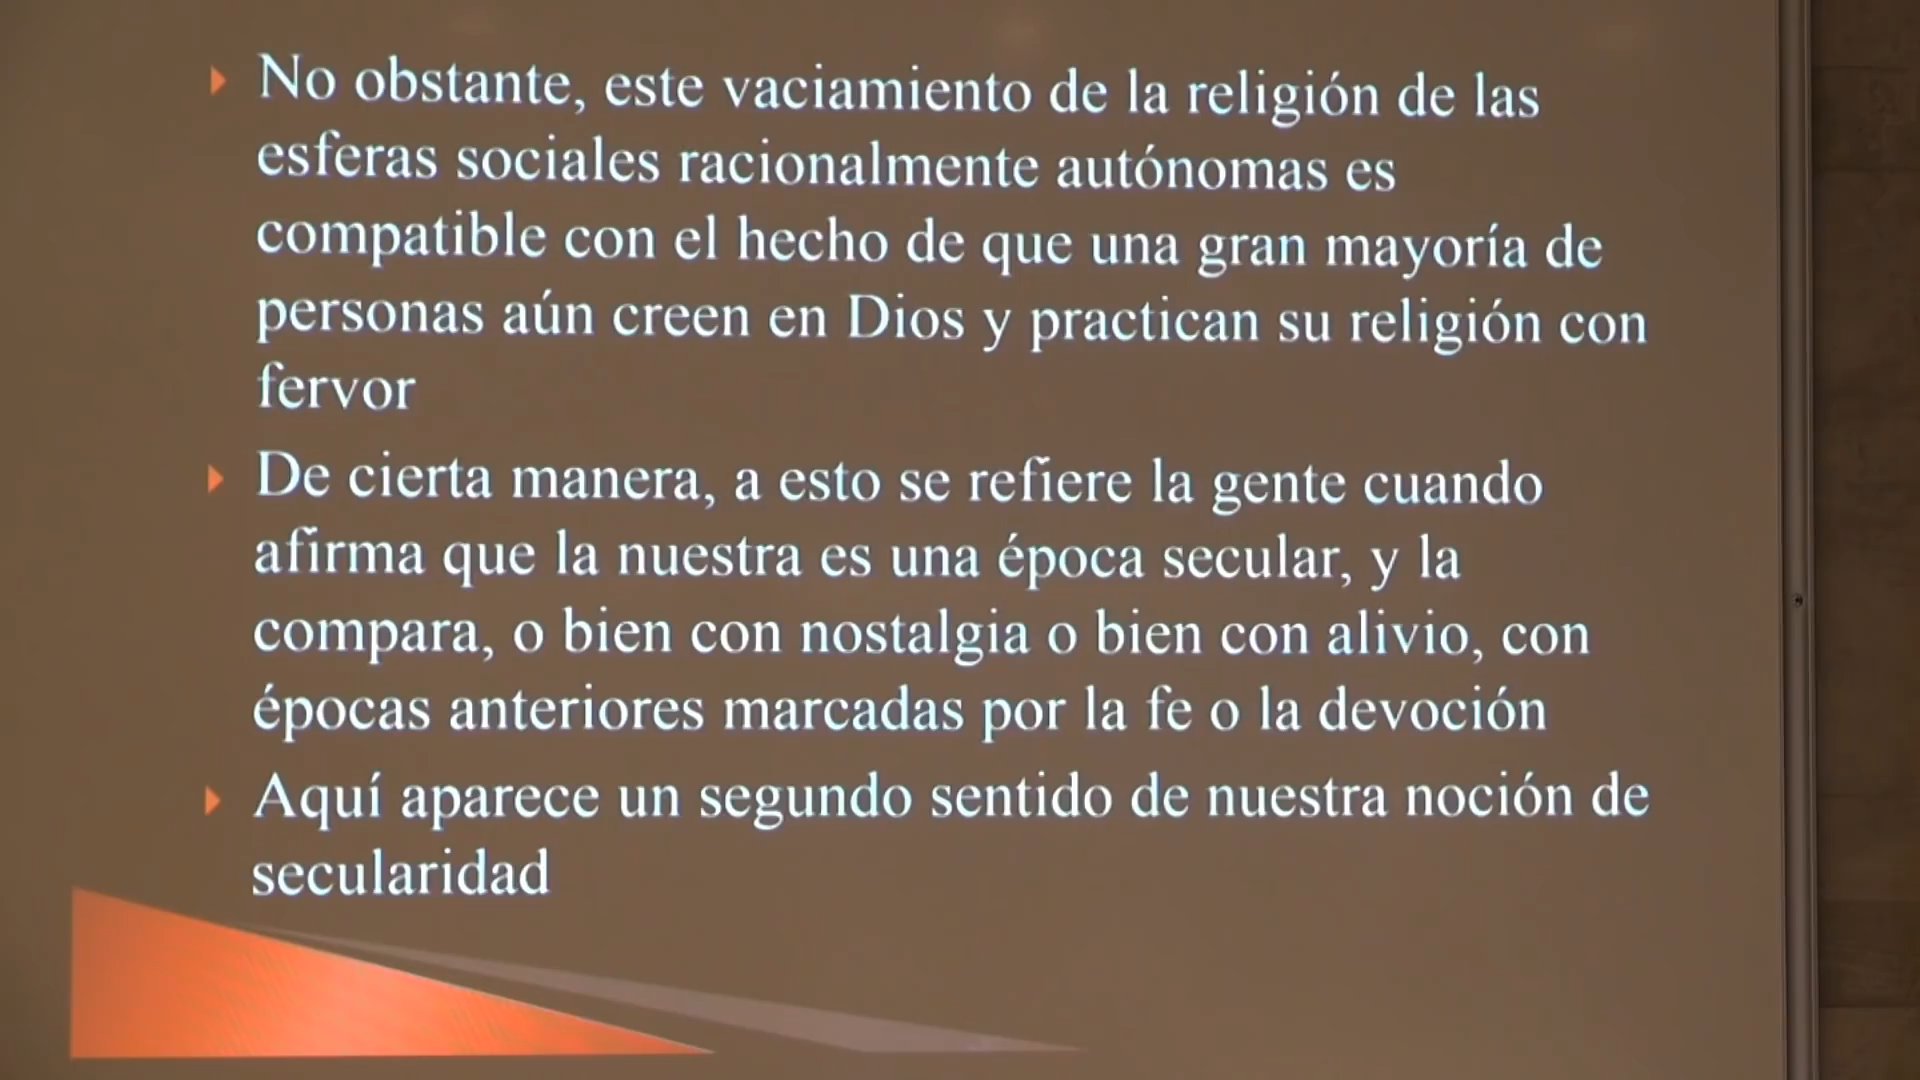 No obstante, este vaciamiento de la religión de las
esferas sociales racionalmente autónomas es
compatible con el hecho de que una gran mayoría de
personas aún creen en Dios y practican su religión con
fervor
De cierta manera, a esto se refiere la gente cuando
afirma que la nuestra es una época secular, y la
compara, o bien con nostalgia o bien con alivio, con
épocas anteriores marcadas por la fe o la devoción
Aquí aparece un segundo sentido de nuestra noción de
secularidad